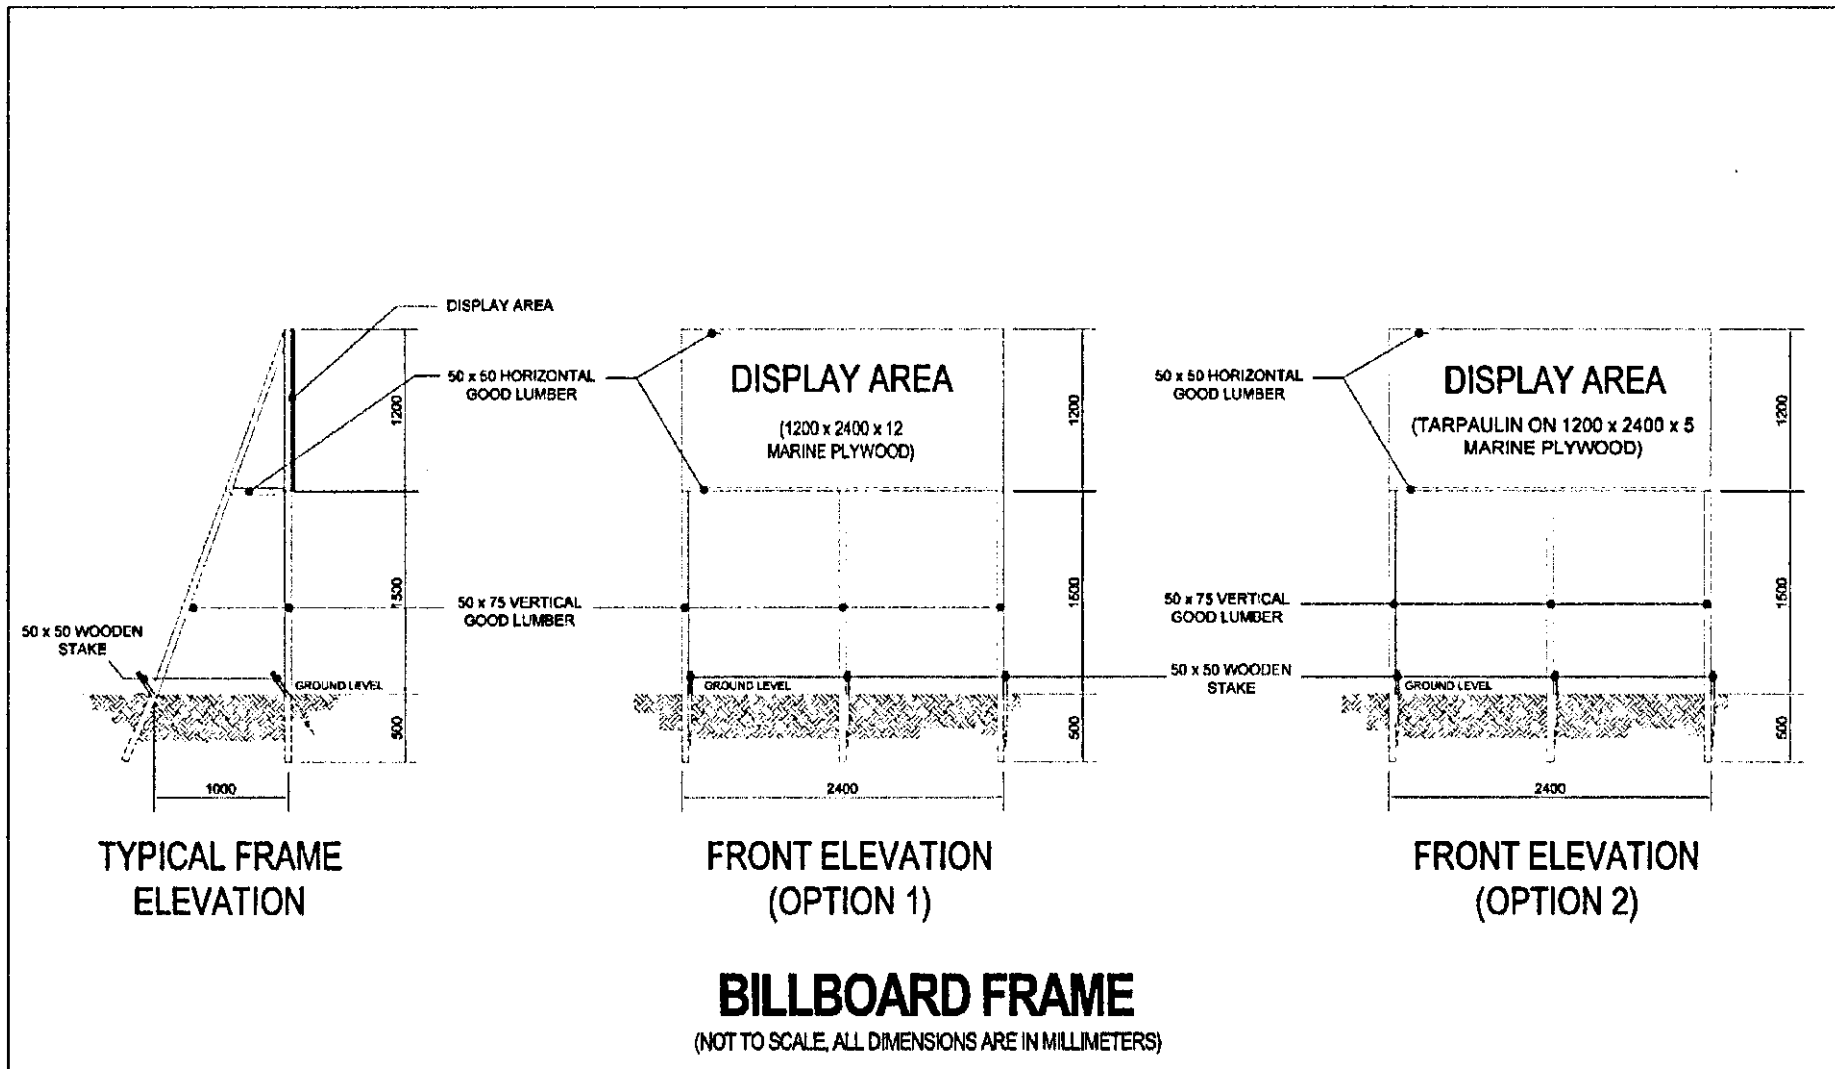 DISPLAY AREA
50 x 50 HORIZONTAL
GOOD LUMBER
1200
1500
50 x 75 VERTICAL
GOOD LUMBER
50 x 50 WOODEN
STAKE
GROUND LEVEL
500
1000
TYPICAL FRAME
ELEVATION
DISPLAY AREA
(1200 x 2400 x 12
MARINE PLYWOOD)
1200
1500
GROUND LEVEL
500
2400
FRONT ELEVATION
(OPTION 1)
50 x 50 HORIZONTAL
GOOD LUMBER
DISPLAY AREA
(TARPAULIN ON 1200 x 2400 x 5
MARINE PLYWOOD)
1200
50 x 75 VERTICAL
GOOD LUMBER
1500
50 x 50 WOODEN
STAKE
GROUND LEVEL
500
2400
FRONT ELEVATION
(OPTION 2)
BILLBOARD FRAME
(NOT TO SCALE, ALL DIMENSIONS ARE IN MILLIMETERS)